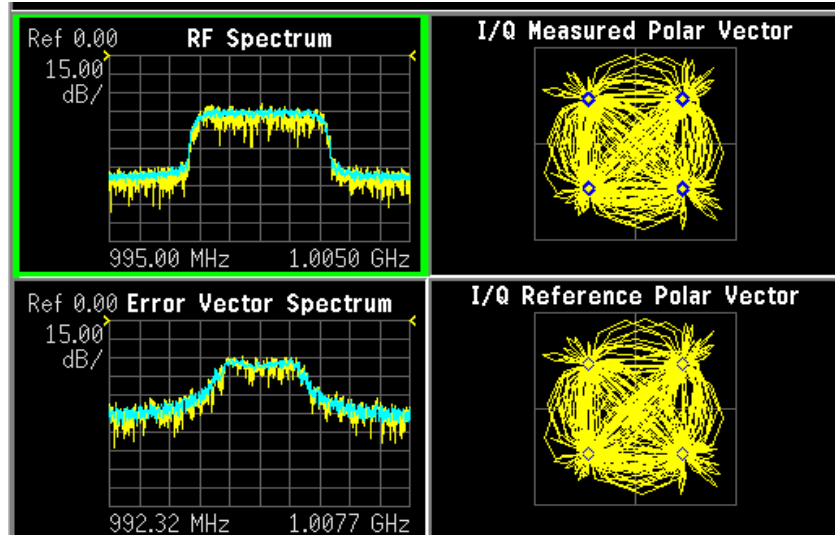 Ref 0.00 RF Spectrum
15.00
dB/
995.00 MHz 1.0050 GHz
I/Q Measured Polar Vector
Ref 0.00 Error Vector Spectrum
15.00
dB/
992.32 MHz 1.0077 GHz
I/Q Reference Polar Vector